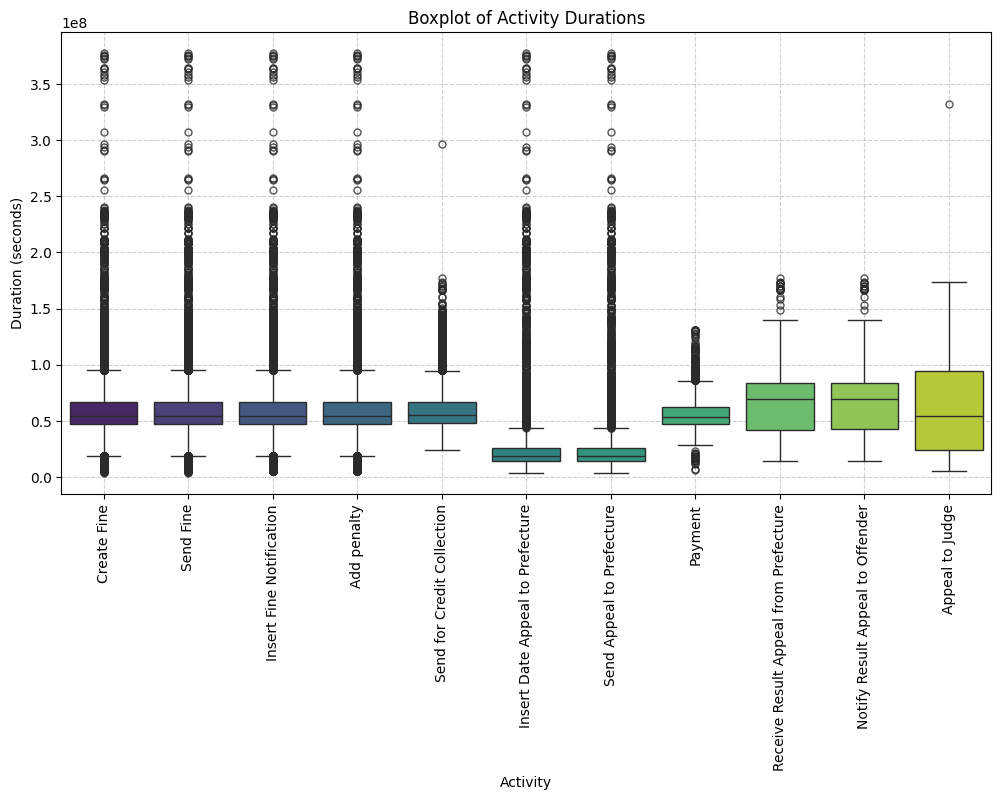 Boxplot of Activity Durations
1e8
3.5
3.0
2.5
2.0
1.5
1.0
0.5
0.0
Duration (seconds)
Create Fine
Send Fine
Insert Fine Notification
Add penalty
Send for Credit Collection
Insert Date Appeal to Prefecture
Send Appeal to Prefecture
Payment
Receive Result Appeal from Prefecture
Notify Result Appeal to Offender
Appeal to Judge
Activity